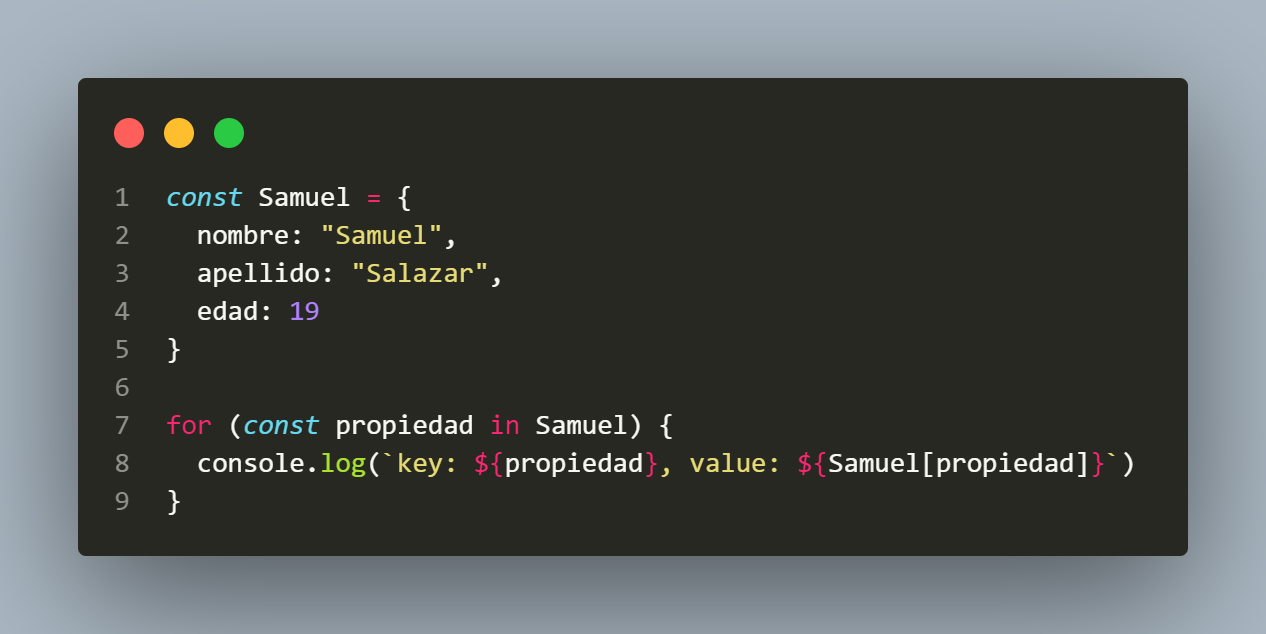 1 const Samuel = {
2   nombre: "Samuel",
3   apellido: "Salazar",
4   edad: 19
5 }
6
7 for (const propiedad in Samuel) {
8   console.log(`key: ${propiedad}, value: ${Samuel[propiedad]}`)
9 }